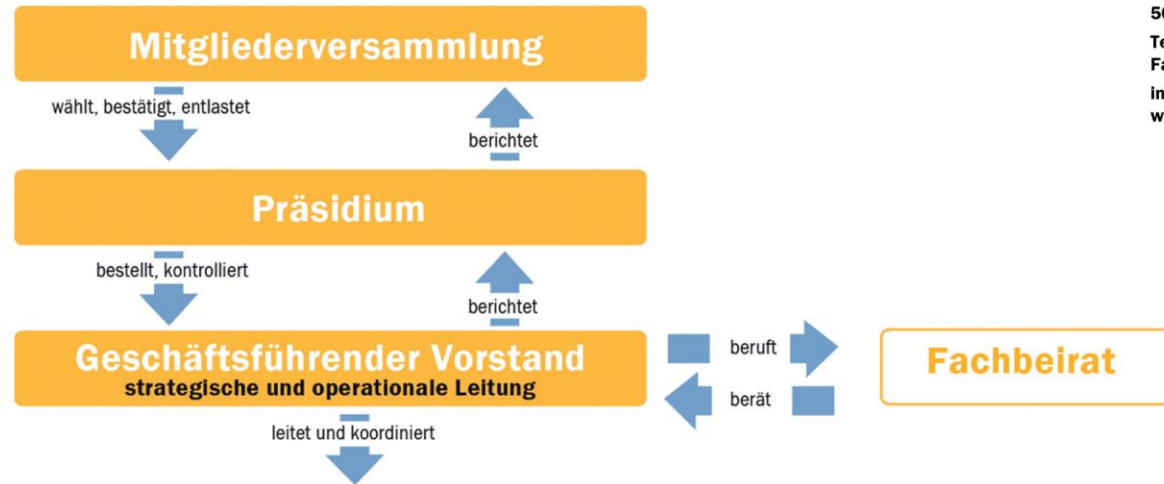 Mitgliederversammlung
wählt, bestätigt, entlastet
berichtet
Präsidium
bestellt, kontrolliert
berichtet
Geschäftsführender Vorstand
strategische und operationale Leitung
beruft
berät
Fachbeirat
leitet und koordiniert